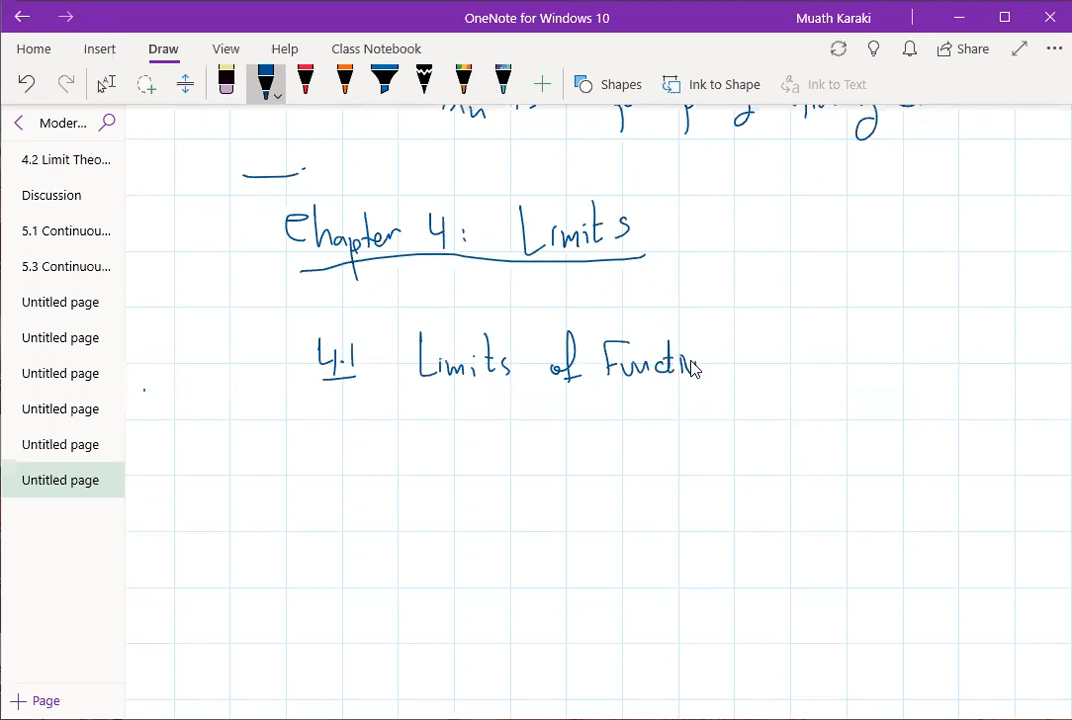 OneNote for Windows 10
Muath Karaki
Home Insert Draw View Help Class Notebook Share
Shapes Ink to Shape Ink to Text
Moder...
4.2 Limit Theo...
Discussion
5.1 Continuou...
5.3 Continuou...
Untitled page
Untitled page
Untitled page
Untitled page
Untitled page
Untitled page
Page
Chapter 4: Limits
4.1 Limits of Functi